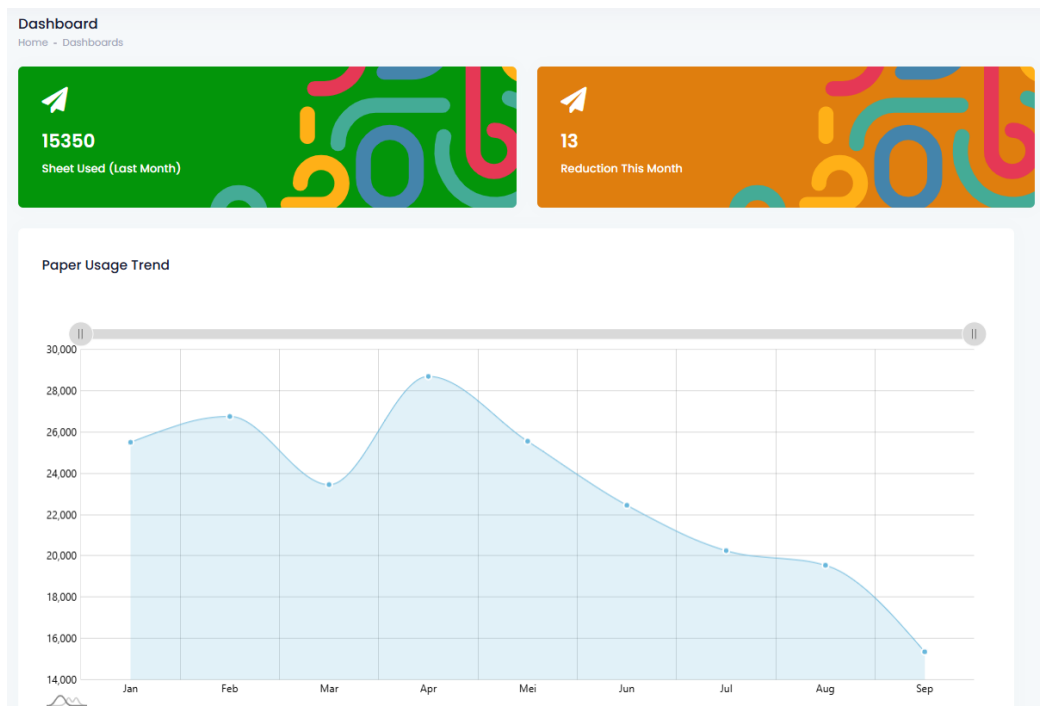 Dashboard
Home - Dashboards
15350
Sheet Used (Last Month)
13
Reduction This Month
Paper Usage Trend
30,000
28,000
26,000
24,000
22,000
20,000
18,000
16,000
14,000
Jan Feb Mar Apr Mei Jun Jul Aug Sep